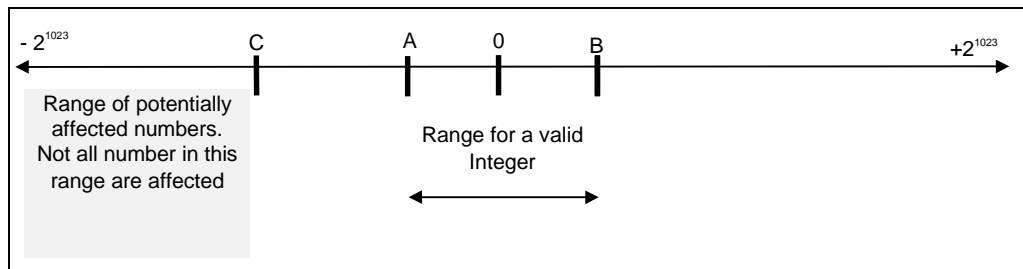 - 2^1023 C A 0 B +2^1023
Range of potentially
affected numbers.
Not all number in this
range are affected
Range for a valid
Integer